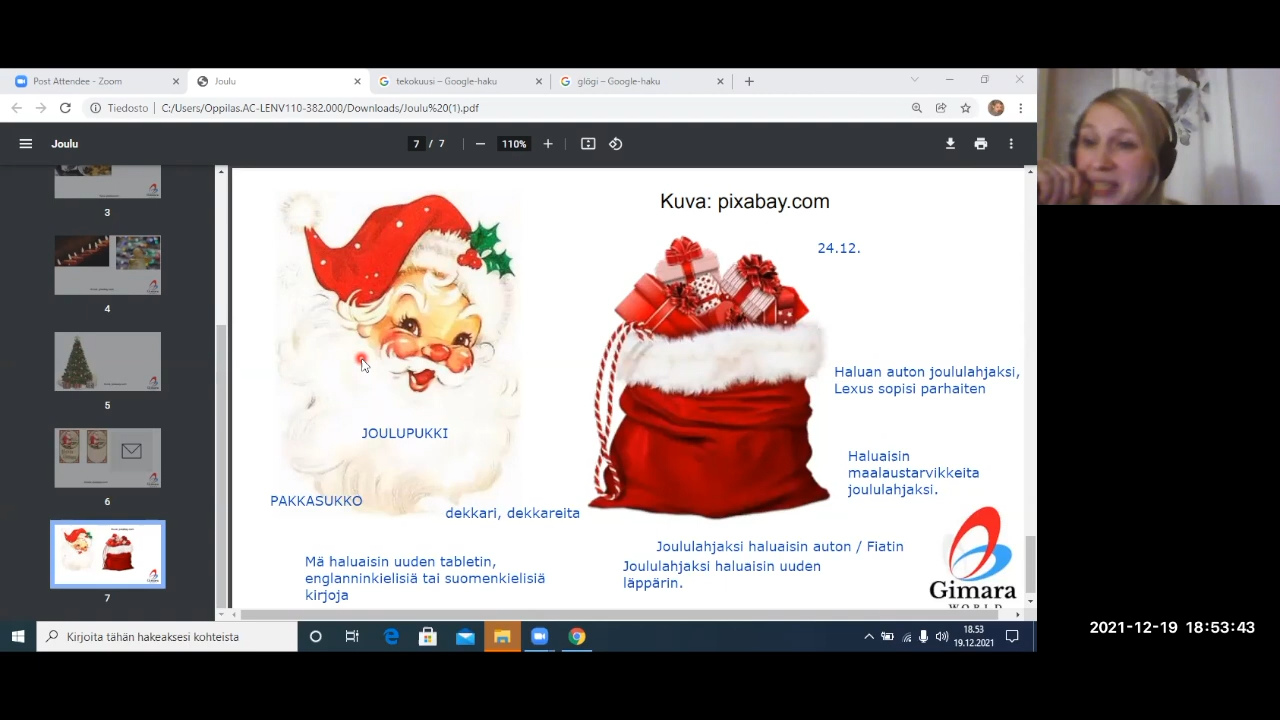 Post Attendee - Zoom
Joulu
tekokuusi – Google-haku
glögi – Google-haku
Tiedosto
C:/Users/Oppilas.AC-LENV110-382.000/Downloads/Joulu%20(1).pdf
Joulu
7 / 7
110%
3
4
5
6
7
Kuva: pixabay.com
24.12.
Haluan auton joululahjaksi,
Lexus sopisi parhaiten
JOULUPUKKI
Haluaisin
maalaustarvikkeita
joululahjaksi.
PAKKASUKKO
dekkari, dekkareita
Joululahjaksi haluaisin auton / Fiatin
Joululahjaksi haluaisin uuden
läppärin.
Mä haluaisin uuden tabletin,
englanninkielisiä tai suomenkielisiä
kirjoja
Gimara
WORLD
Kirjoita tähän hakeaksesi kohteista
18.53
19.12.2021
2021-12-19 18:53:43